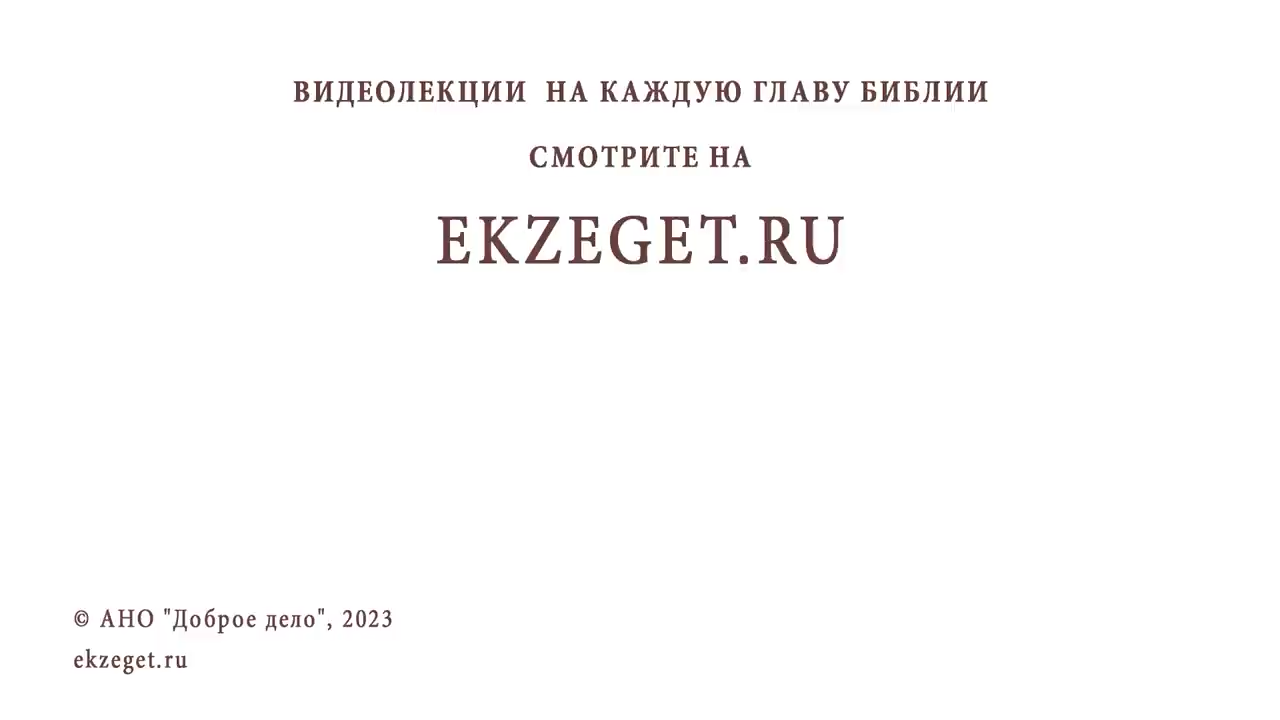 ВИДЕОЛЕКЦИИ НА КАЖДУЮ ГЛАВУ БИБЛИИ
СМОТРИТЕ НА
EKZEGET.RU
© АНО "Доброе дело", 2023
ekzeget.ru